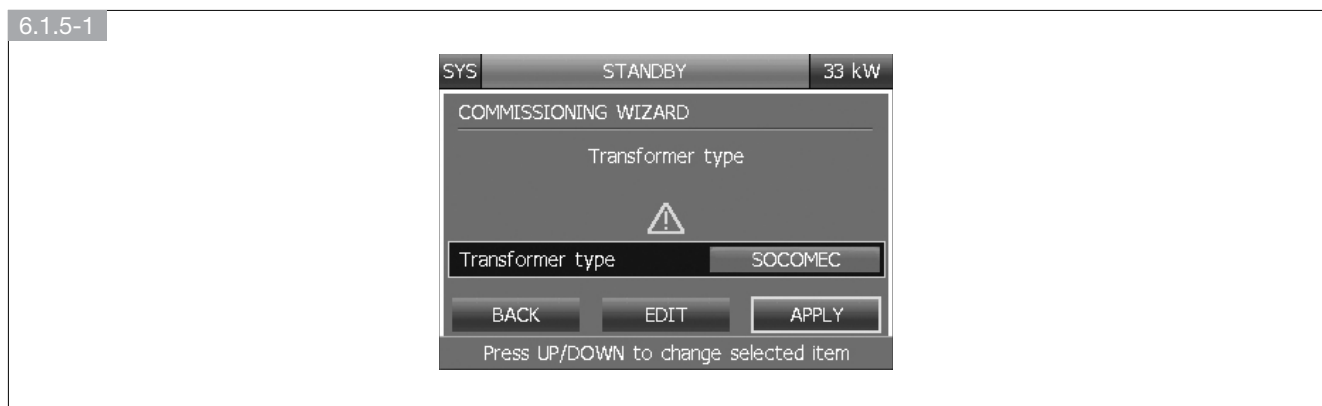 6.1.5-1
SYS STANDBY 33 kW
COMMISSIONING WIZARD
Transformer type
Transformer type SOCOMEC
BACK EDIT APPLY
Press UP/DOWN to change selected item